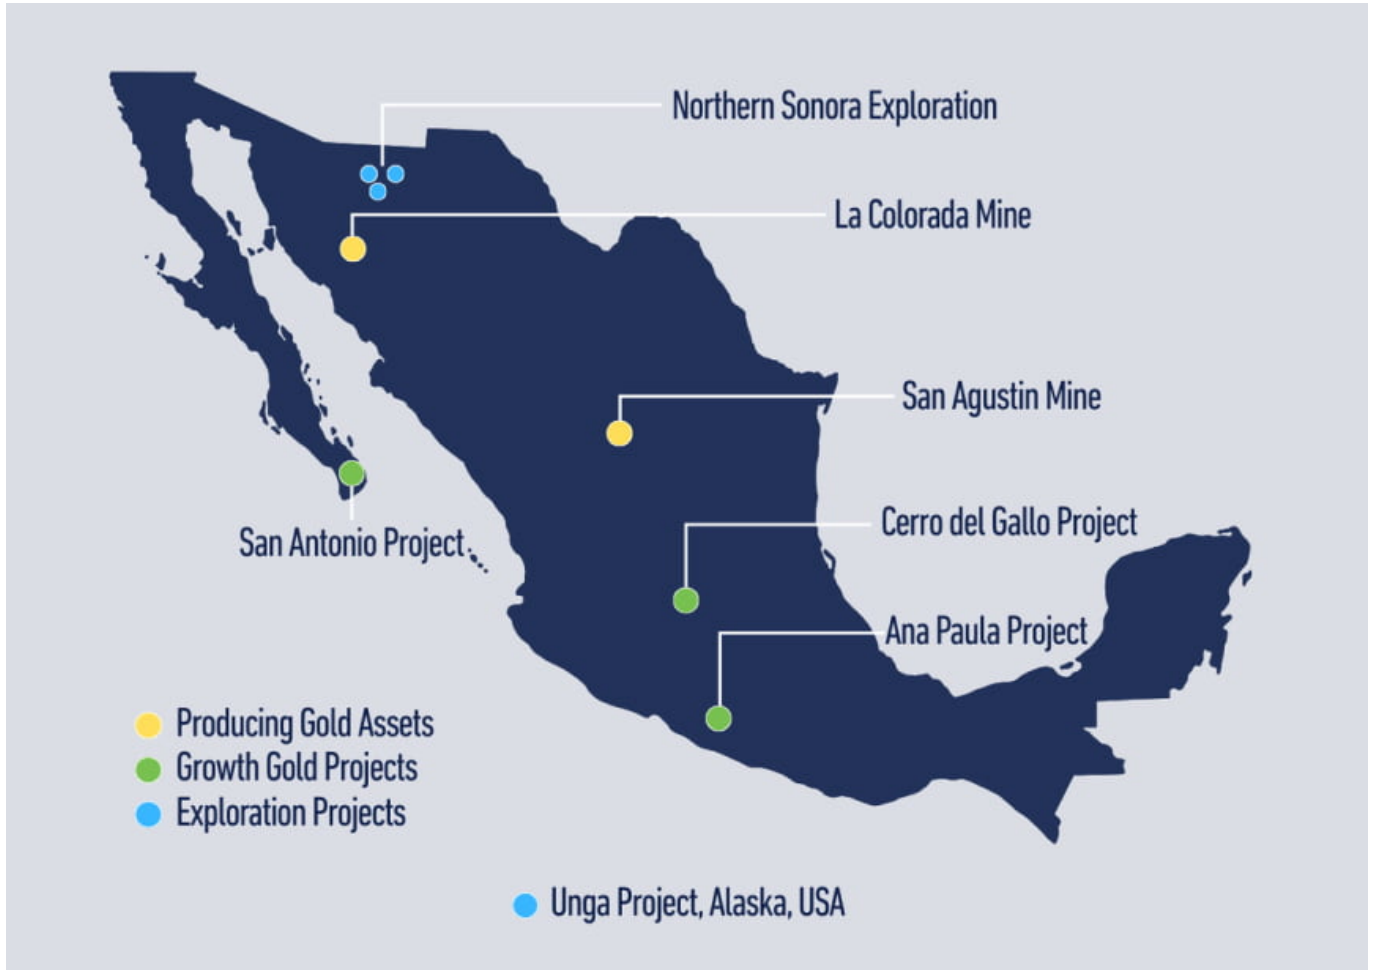 Northern Sonora Exploration
La Colorada Mine
San Agustin Mine
Cerro del Gallo Project
San Antonio Project
Ana Paula Project
Producing Gold Assets
Growth Gold Projects
Exploration Projects
Unga Project, Alaska, USA